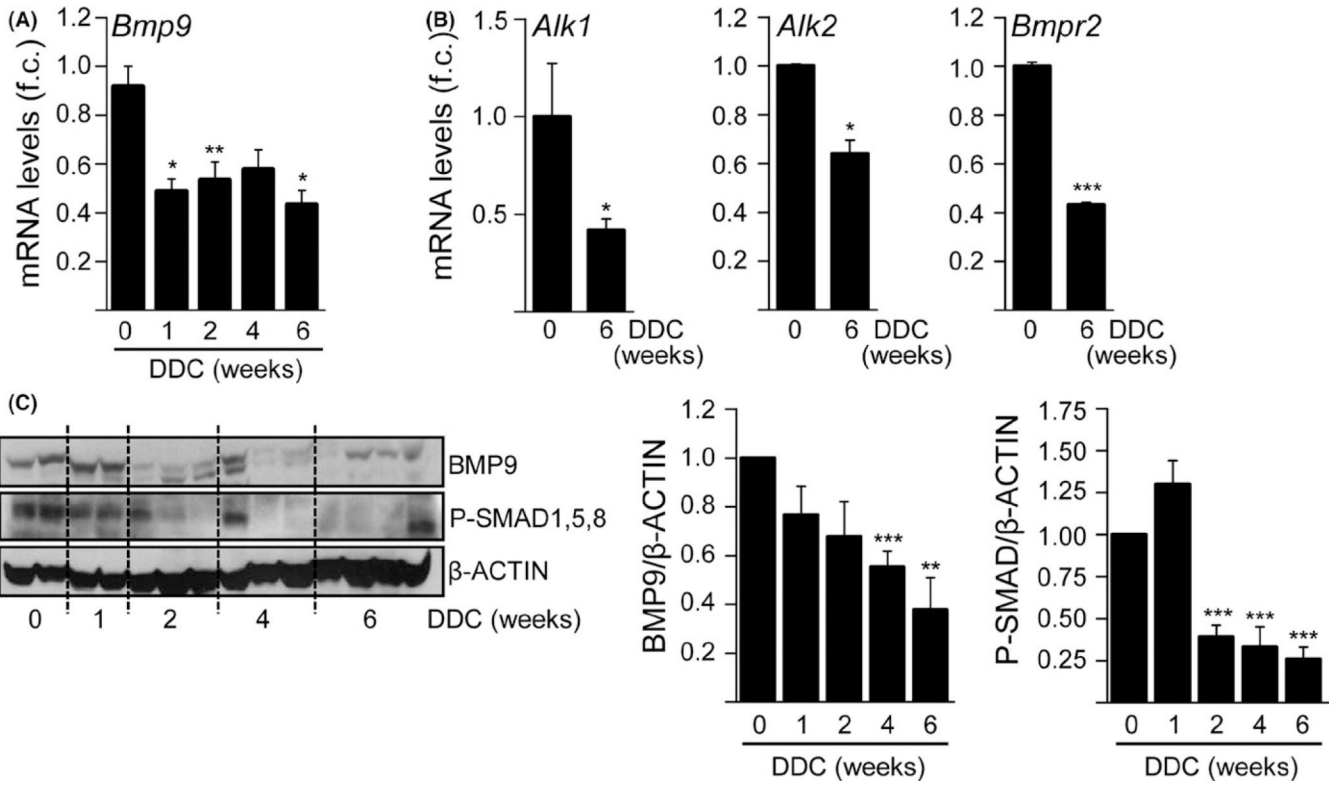 (A)
Bmp9
mRNA levels (f.c.)
1.2
1.0
0.8
0.6
0.4
0.2
*
**
*
0 1 2 4 6
DDC (weeks)
(B)
Alk1
mRNA levels (f.c.)
1.5
1.0
0.5
*
0 6 DDC
(weeks)
Alk2
1.2
1.0
0.8
0.6
0.4
0.2
*
0 6 DDC
(weeks)
Bmpr2
1.2
1.0
0.8
0.6
0.4
0.2
***
0 6 DDC
(weeks)
(C)
BMP9
P-SMAD1,5,8
β-ACTIN
0 1 2 4 6 DDC (weeks)
BMP9/β-ACTIN
1.2
1.0
0.8
0.6
0.4
0.2
***
**
0 1 2 4 6
DDC (weeks)
P-SMAD/β-ACTIN
1.75
1.50
1.25
1.00
0.75
0.50
0.25
*** *** ***
0 1 2 4 6
DDC (weeks)